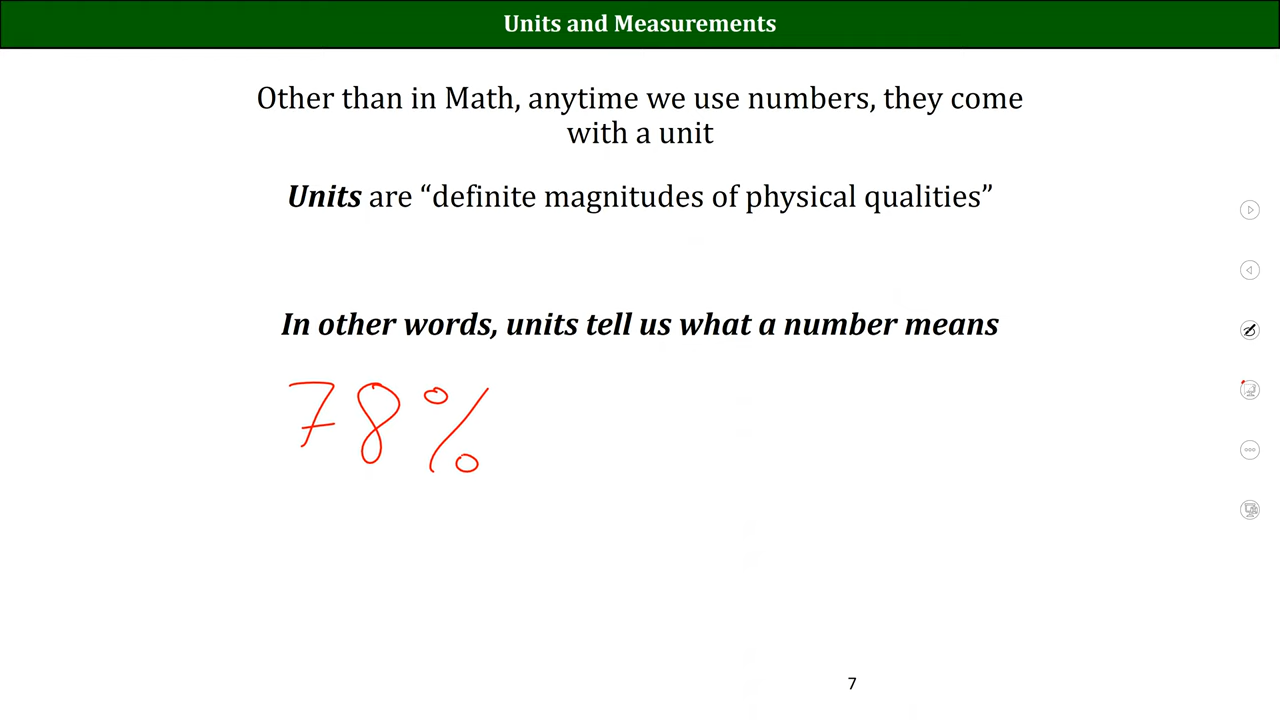 Units and Measurements
Other than in Math, anytime we use numbers, they come
with a unit
Units are “definite magnitudes of physical qualities”
In other words, units tell us what a number means
78%
7